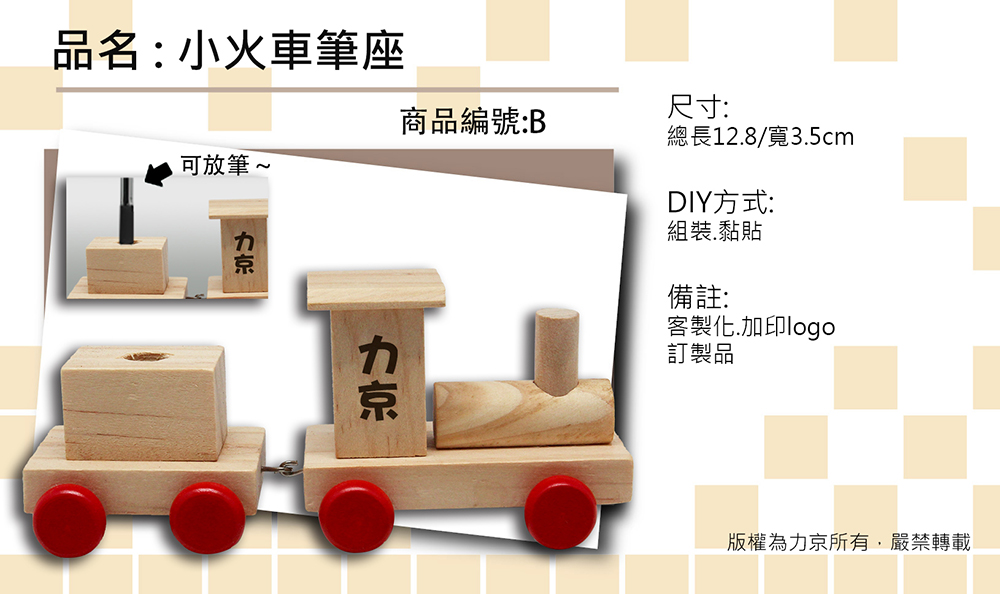 品名：小火車筆座
商品編號:B
可放筆～
力京
力京
尺寸:
總長12.8/寬3.5cm
DIY方式:
組裝.黏貼
備註:
客製化.加印logo
訂製品
版權為力京所有，嚴禁轉載